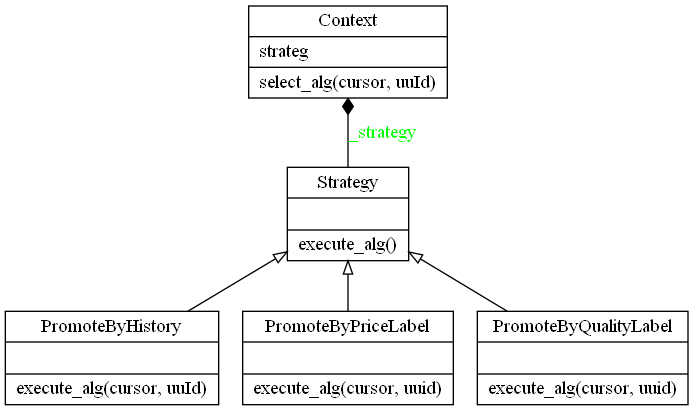 Context
strateg
select_alg(cursor, uuId)
_strategy
Strategy
execute_alg()
PromoteByHistory
execute_alg(cursor, uuId)
PromoteByPriceLabel
execute_alg(cursor, uuid)
PromoteByQualityLabel
execute_alg(cursor, uuid)